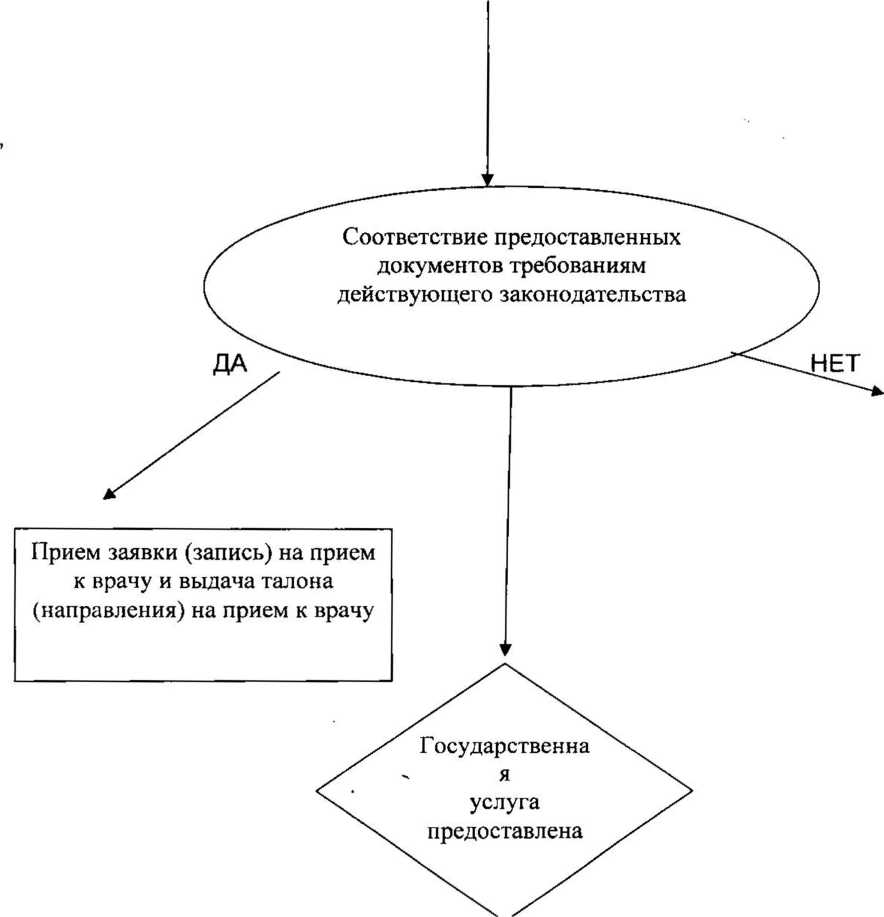 Соответствие предоставленных
документов требованиям
действующего законодательства
ДА
НЕТ
Прием заявки (запись) на прием
к врачу и выдача талона
(направления) на прием к врачу
Государственна
я
услуга
предоставлена